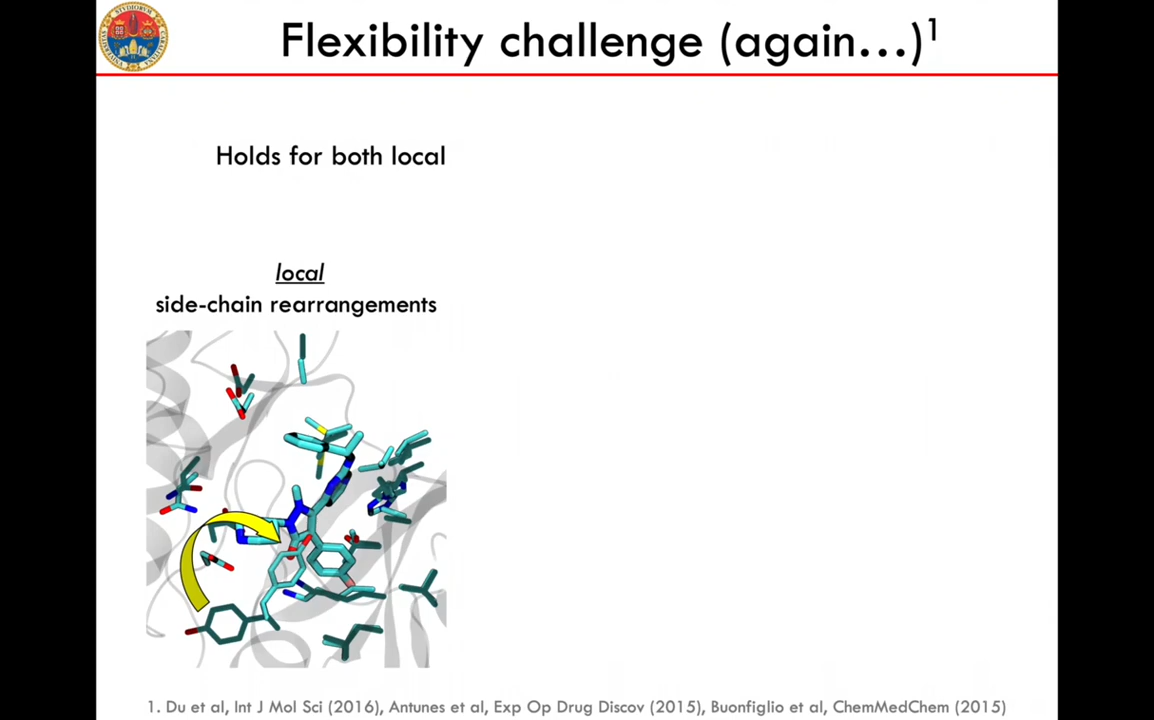 Flexibility challenge (again…)¹
Holds for both local
local
side-chain rearrangements
1. Du et al, Int J Mol Sci (2016), Antunes et al, Exp Op Drug Discov (2015), Buonfiglio et al, ChemMedChem (2015)